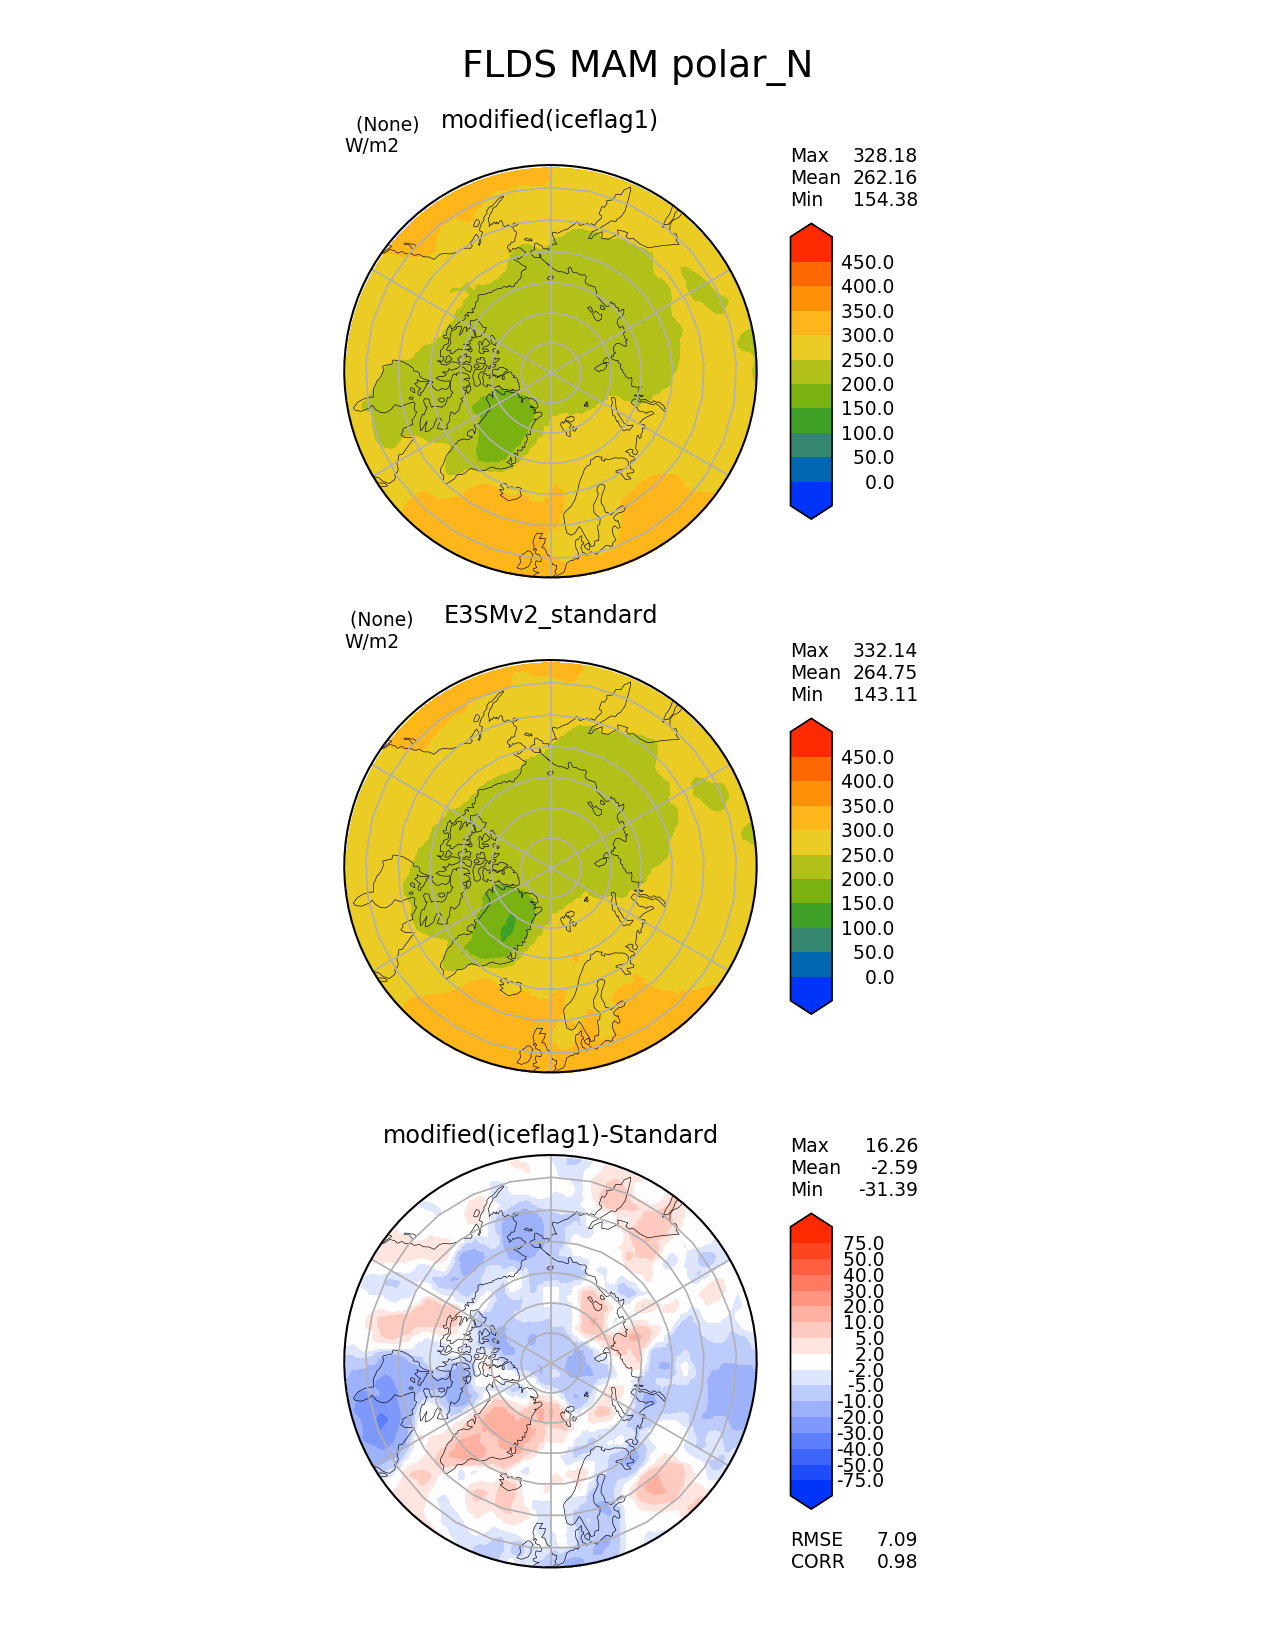 FLDS MAM polar_N
(None) modified(iceflag1)
W/m2
Max 328.18
Mean 262.16
Min 154.38
450.0
400.0
350.0
300.0
250.0
200.0
150.0
100.0
50.0
0.0
(None) E3SMv2_standard
W/m2
Max 332.14
Mean 264.75
Min 143.11
450.0
400.0
350.0
300.0
250.0
200.0
150.0
100.0
50.0
0.0
modified(iceflag1)-Standard
Max 16.26
Mean -2.59
Min -31.39
75.0
50.0
40.0
30.0
20.0
10.0
5.0
2.0
-2.0
-5.0
-10.0
-20.0
-30.0
-40.0
-50.0
-75.0
RMSE 7.09
CORR 0.98